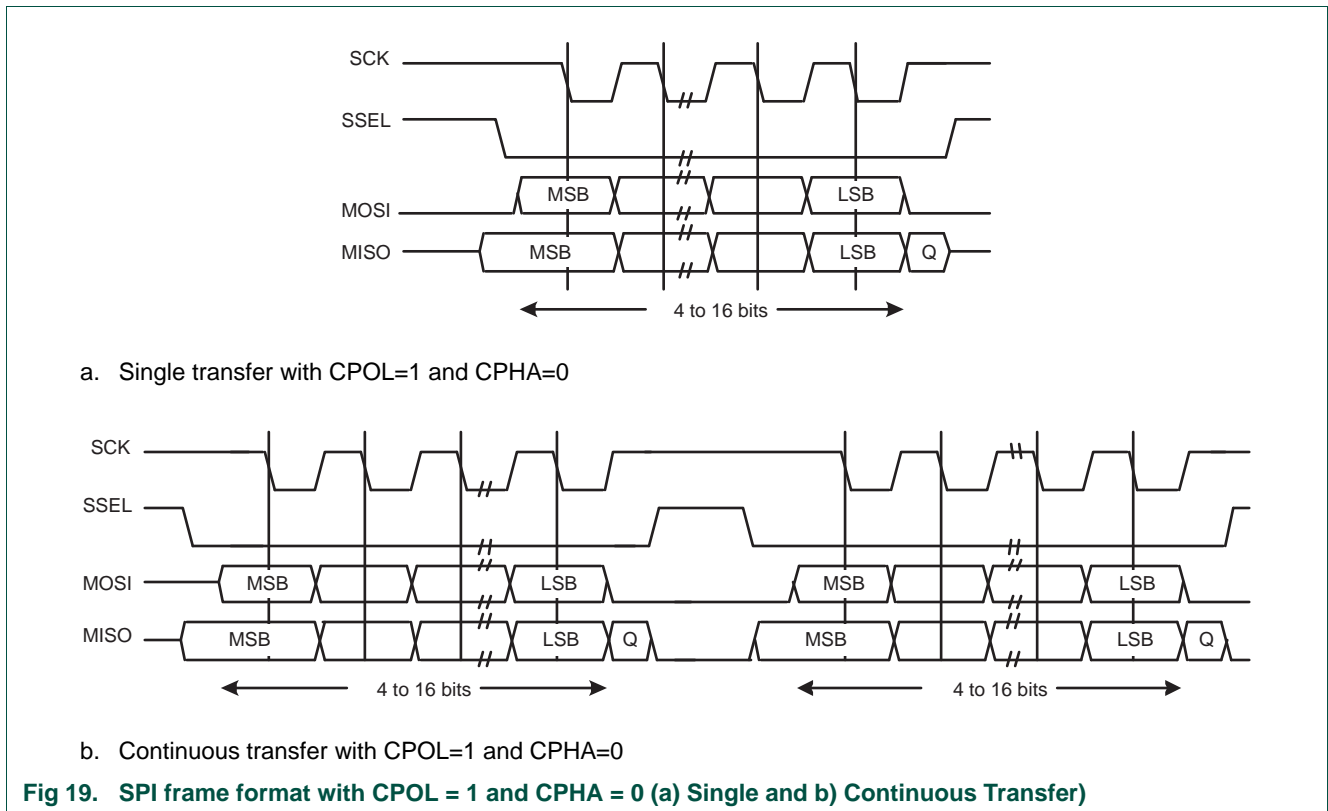 SCK
SSEL
MOSI MSB LSB
MISO MSB LSB Q
4 to 16 bits
a. Single transfer with CPOL=1 and CPHA=0
SCK
SSEL
MOSI MSB LSB MSB LSB
MISO MSB LSB Q MSB LSB Q
4 to 16 bits 4 to 16 bits
b. Continuous transfer with CPOL=1 and CPHA=0
Fig 19. SPI frame format with CPOL = 1 and CPHA = 0 (a) Single and b) Continuous Transfer)